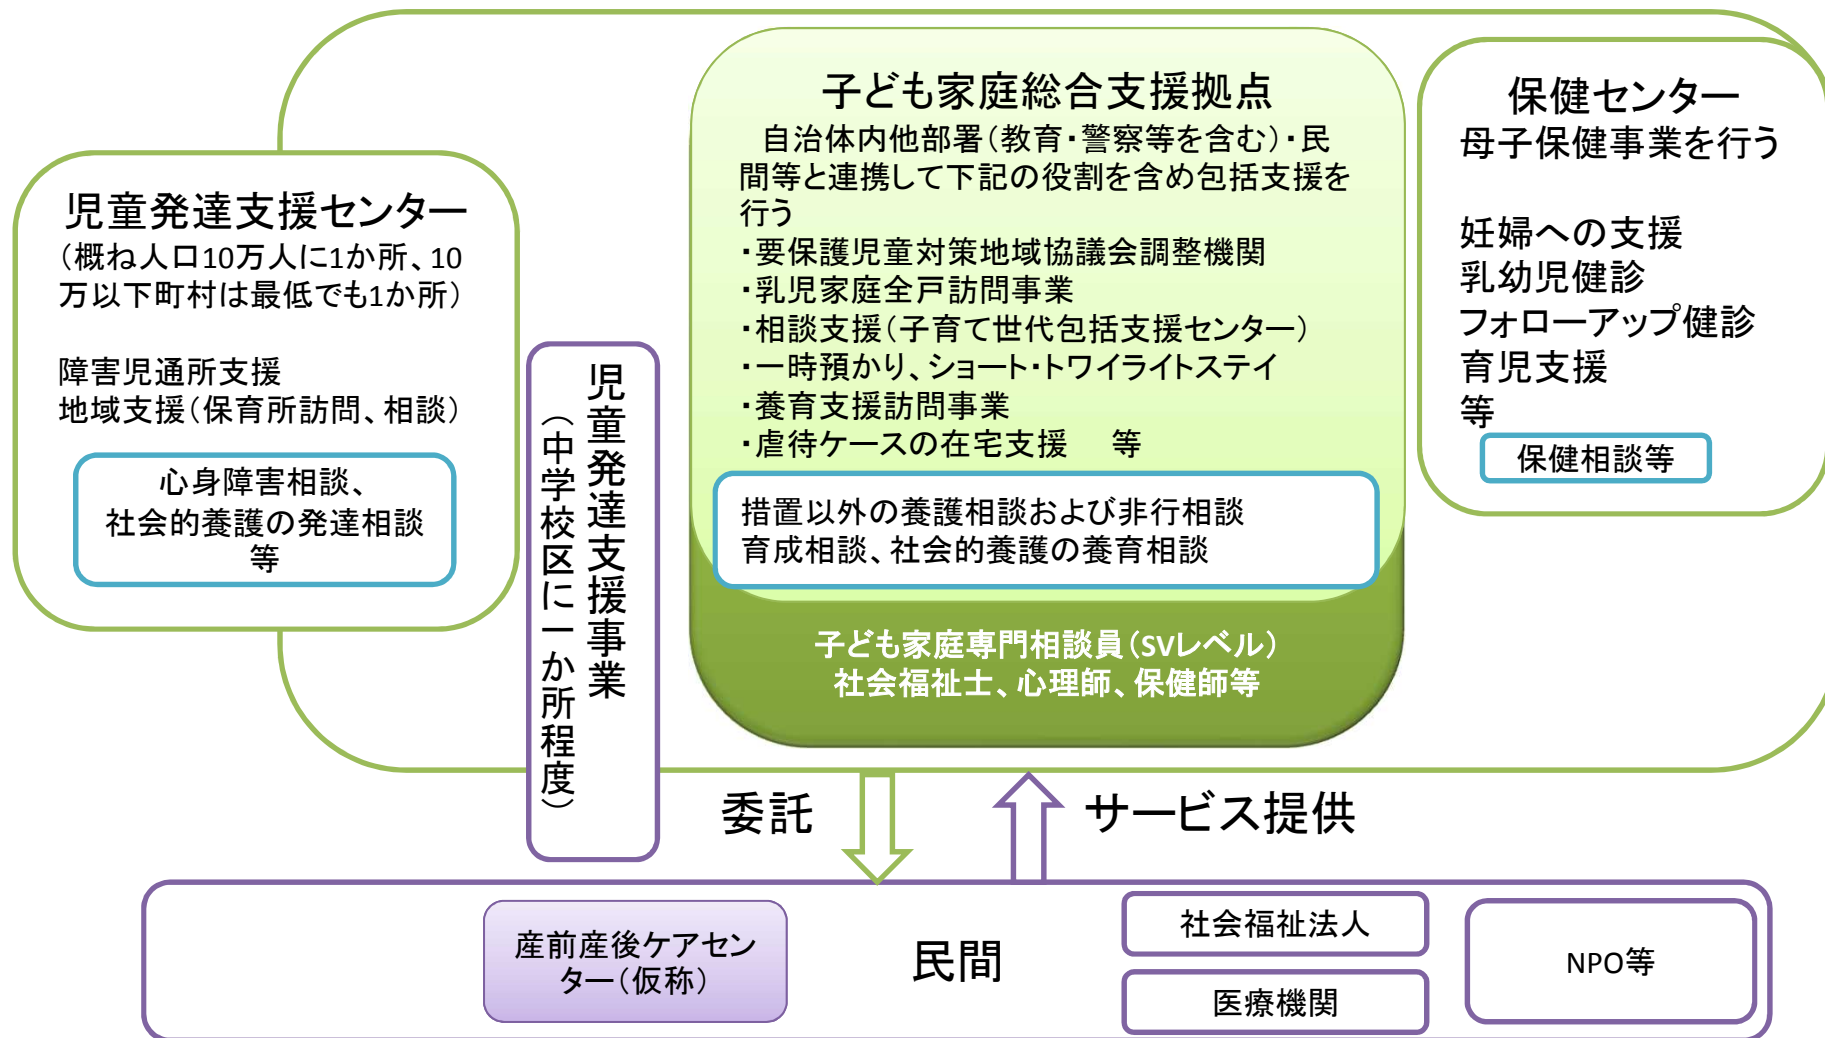 子ども家庭総合支援拠点
自治体内他部署（教育・警察等を含む）・民
間等と連携して下記の役割を含め包括支援を
行う
・要保護児童対策地域協議会調整機関
・乳児家庭全戸訪問事業
・相談支援（子育て世代包括支援センター）
・一時預かり、ショート・トワイライトステイ
・養育支援訪問事業
・虐待ケースの在宅支援　等
措置以外の養護相談および非行相談
育成相談、社会的養護の養育相談
子ども家庭専門相談員（SVレベル）
社会福祉士、心理師、保健師等
保健センター
母子保健事業を行う
妊婦への支援
乳幼児健診
フォローアップ健診
育児支援
等
保健相談等
児童発達支援センター
（概ね人口10万人に1か所、10
万以下町村は最低でも1か所）
障害児通所支援
地域支援（保育所訪問、相談）
心身障害相談、
社会的養護の発達相談
等
児童発達支援事業
（中学校区に一か所程度）
委託
サービス提供
産前産後ケアセン
ター（仮称）
民間
社会福祉法人
医療機関
NPO等